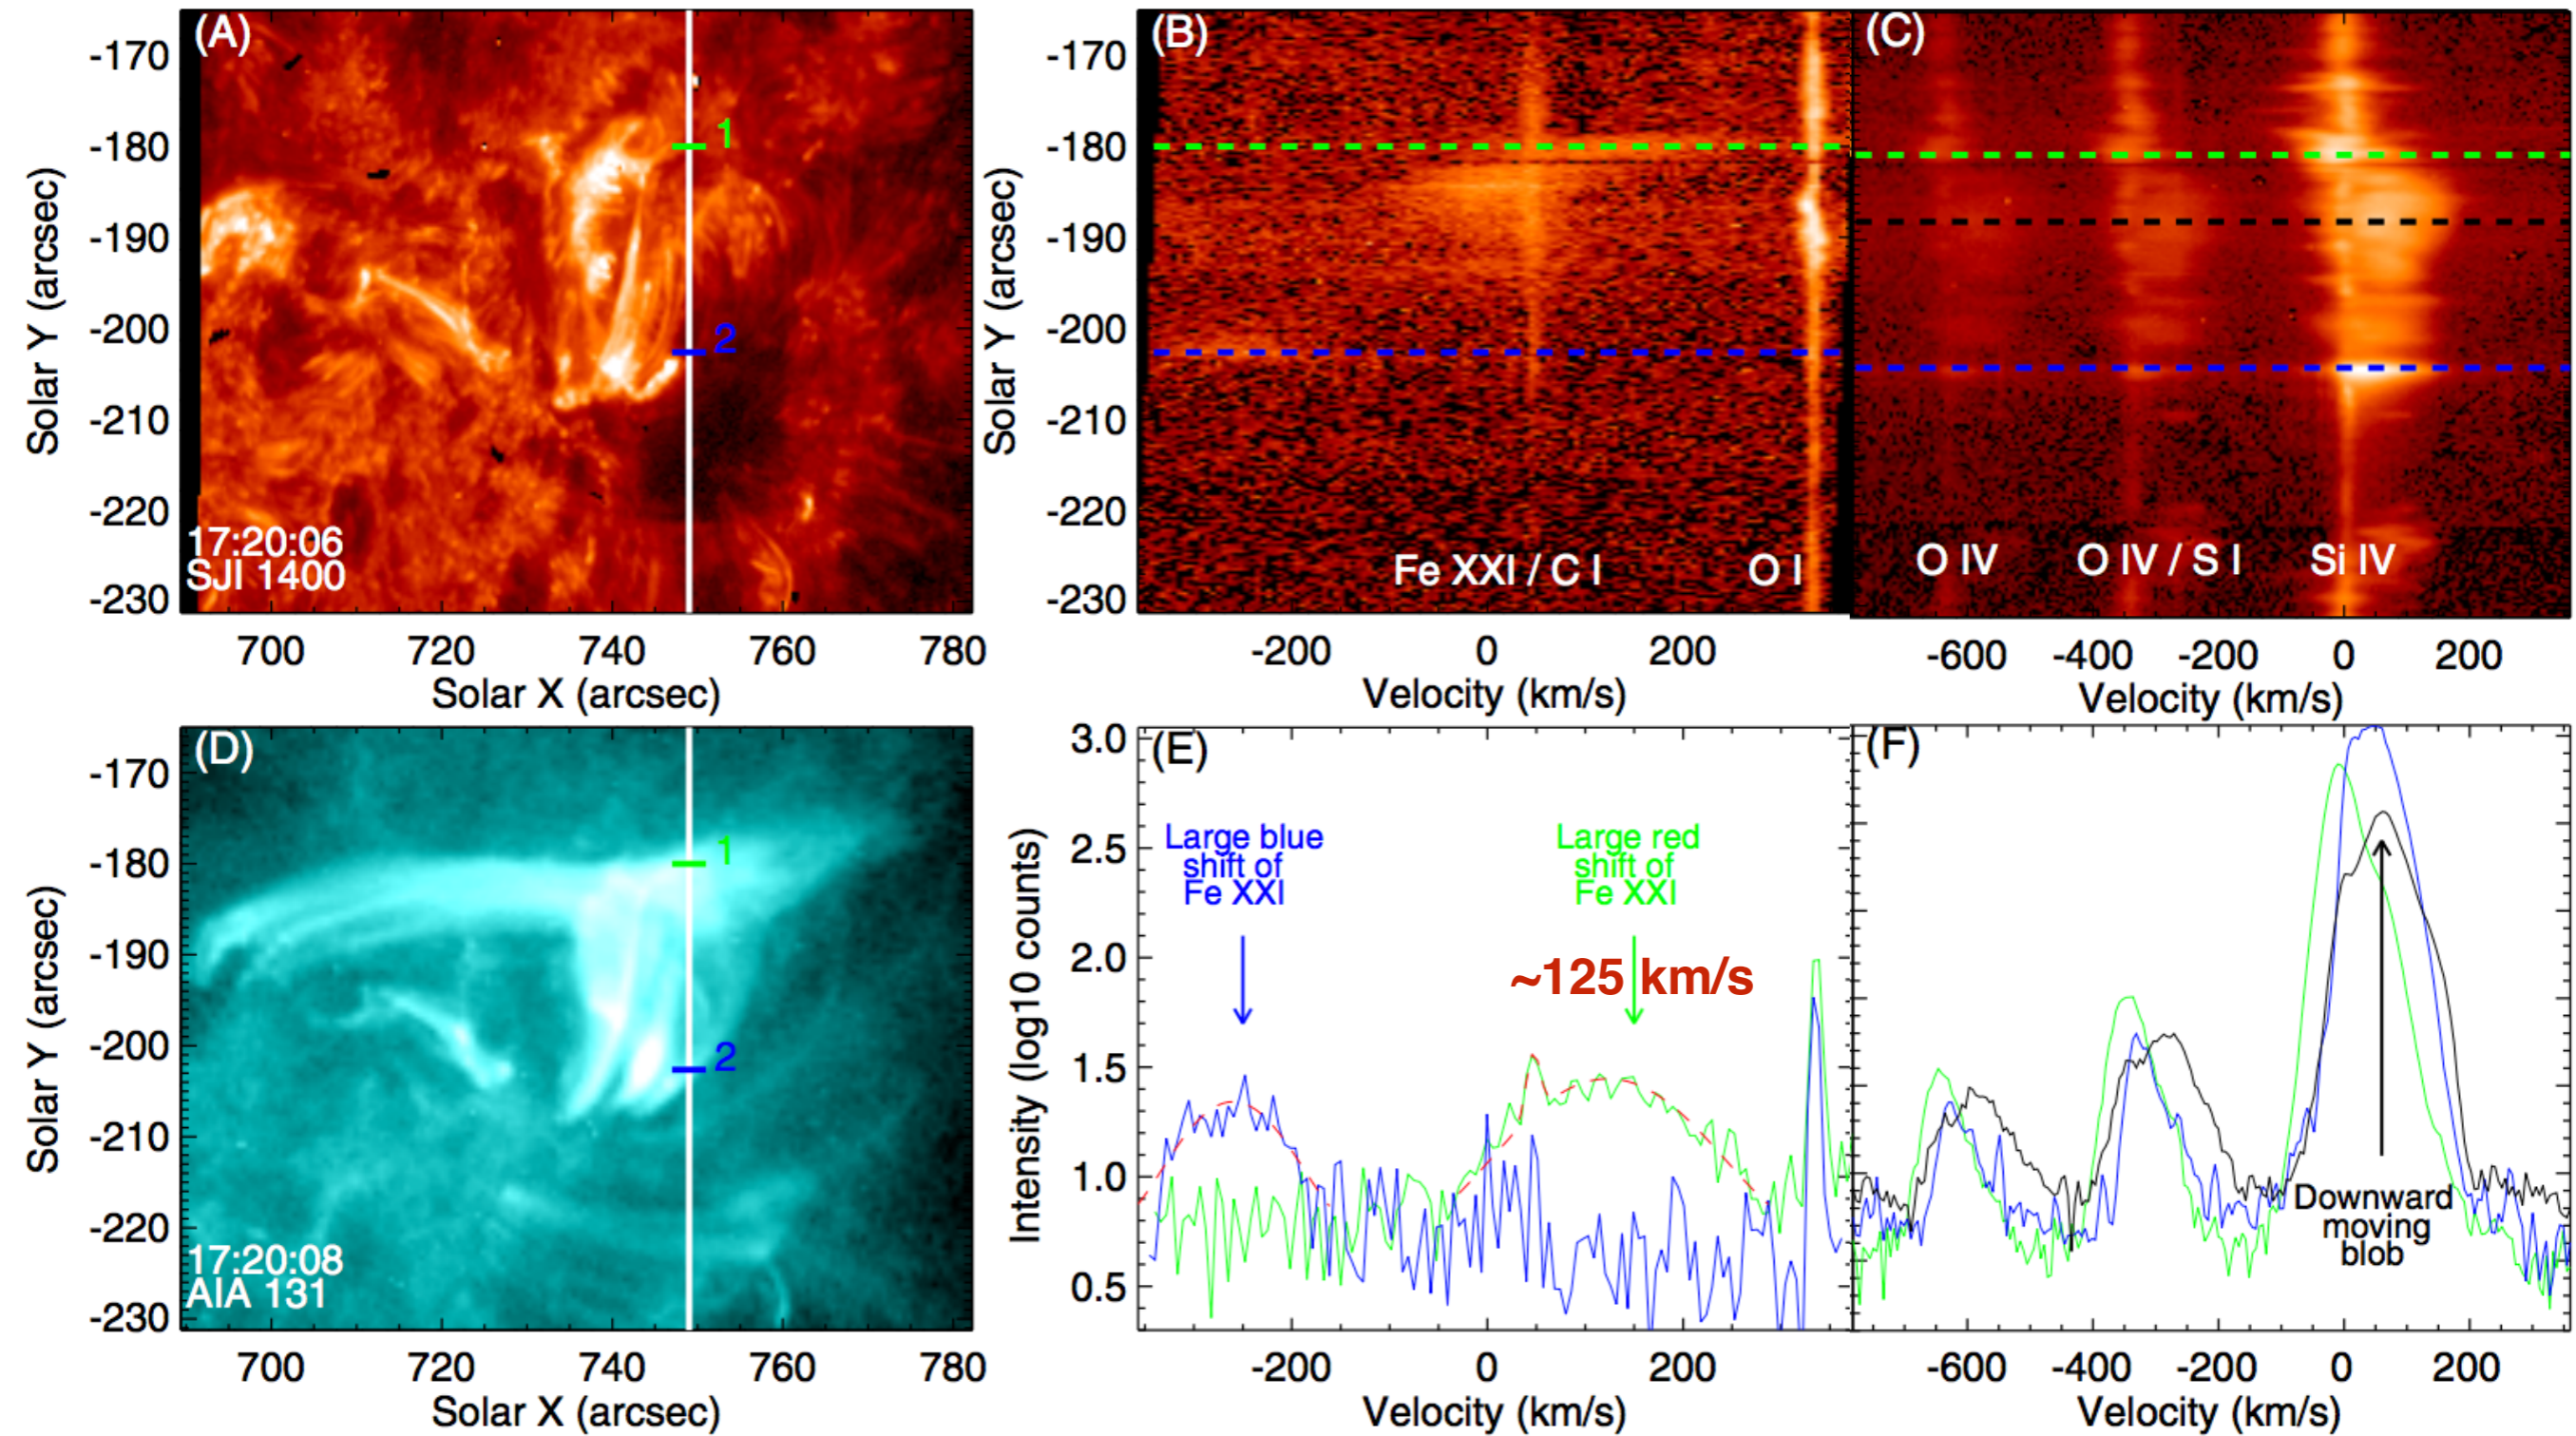 (A)
-170
-180
-190
-200
-210
-220
-230
Solar Y (arcsec)
1
2
17:20:06
SJI 1400
700 720 740 760 780
Solar X (arcsec)
(B)
-170
-180
-190
-200
-210
-220
-230
Solar Y (arcsec)
Fe XXI / C I
O I
-200 0 200
Velocity (km/s)
(C)
O IV
O IV / S I
Si IV
-600 -400 -200 0 200
Velocity (km/s)
(D)
-170
-180
-190
-200
-210
-220
-230
Solar Y (arcsec)
1
2
17:20:08
AIA 131
700 720 740 760 780
Solar X (arcsec)
(E)
3.0
2.5
2.0
1.5
1.0
0.5
Intensity (log10 counts)
Large blue
shift of
Fe XXI
Large red
shift of
Fe XXI
~125 km/s
-200 0 200
Velocity (km/s)
(F)
Downward
moving
blob
-600 -400 -200 0 200
Velocity (km/s)